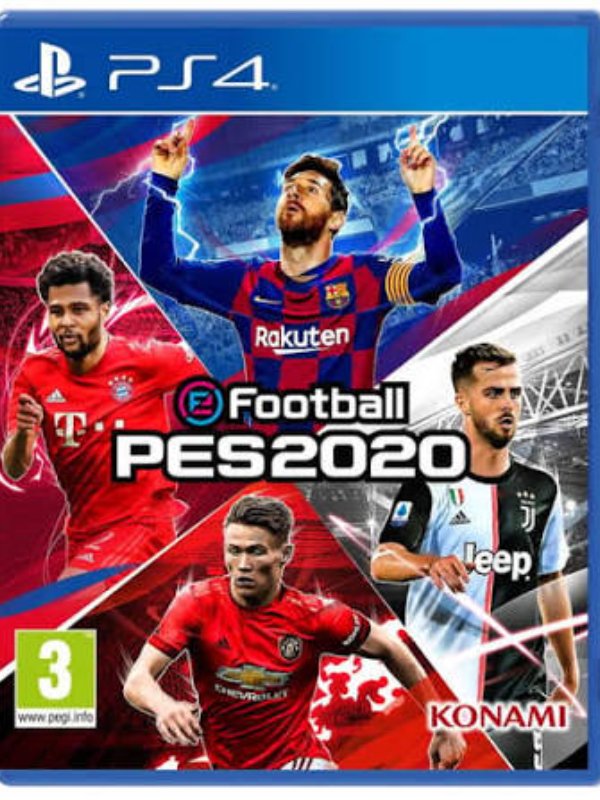 PS4
Rakuten
T
eFootball
PES2020
Jeep
CHEVROLET
3
www.pegi.info
KONAMI